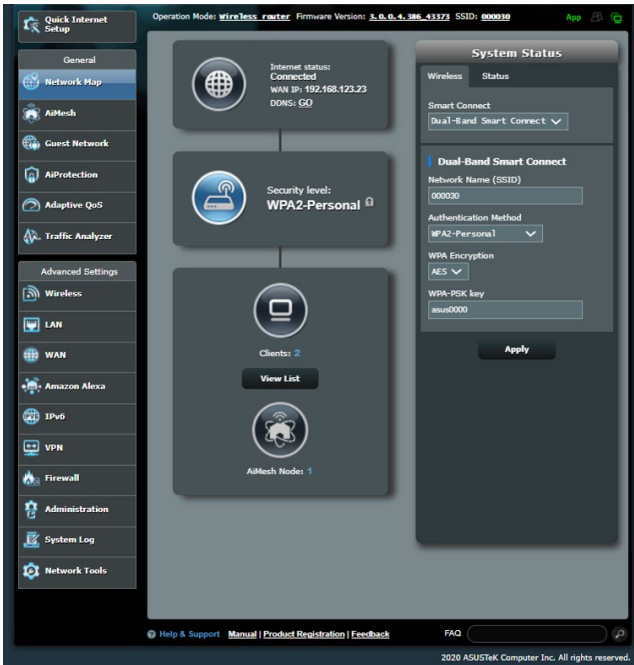 Quick Internet
Setup
Operation Mode: Wireless router Firmware Version: 3.0.0.4.386_43373 SSID: 000030
App
General
Network Map
AiMesh
Guest Network
AiProtection
Adaptive QoS
Traffic Analyzer
Advanced Settings
Wireless
LAN
WAN
Amazon Alexa
IPv6
VPN
Firewall
Administration
System Log
Network Tools
Internet status:
Connected
WAN IP: 192.168.123.23
DDNS: GO
Security level:
WPA2-Personal
Clients: 2
View List
AiMesh Node: 1
System Status
Wireless Status
Smart Connect
Dual-Band Smart Connect
Dual-Band Smart Connect
Network Name (SSID)
000030
Authentication Method
WPA2-Personal
WPA Encryption
AES
WPA-PSK key
asus0000
Apply
Help & Support Manual | Product Registration | Feedback
FAQ
2020 ASUSTeK Computer Inc. All rights reserved.